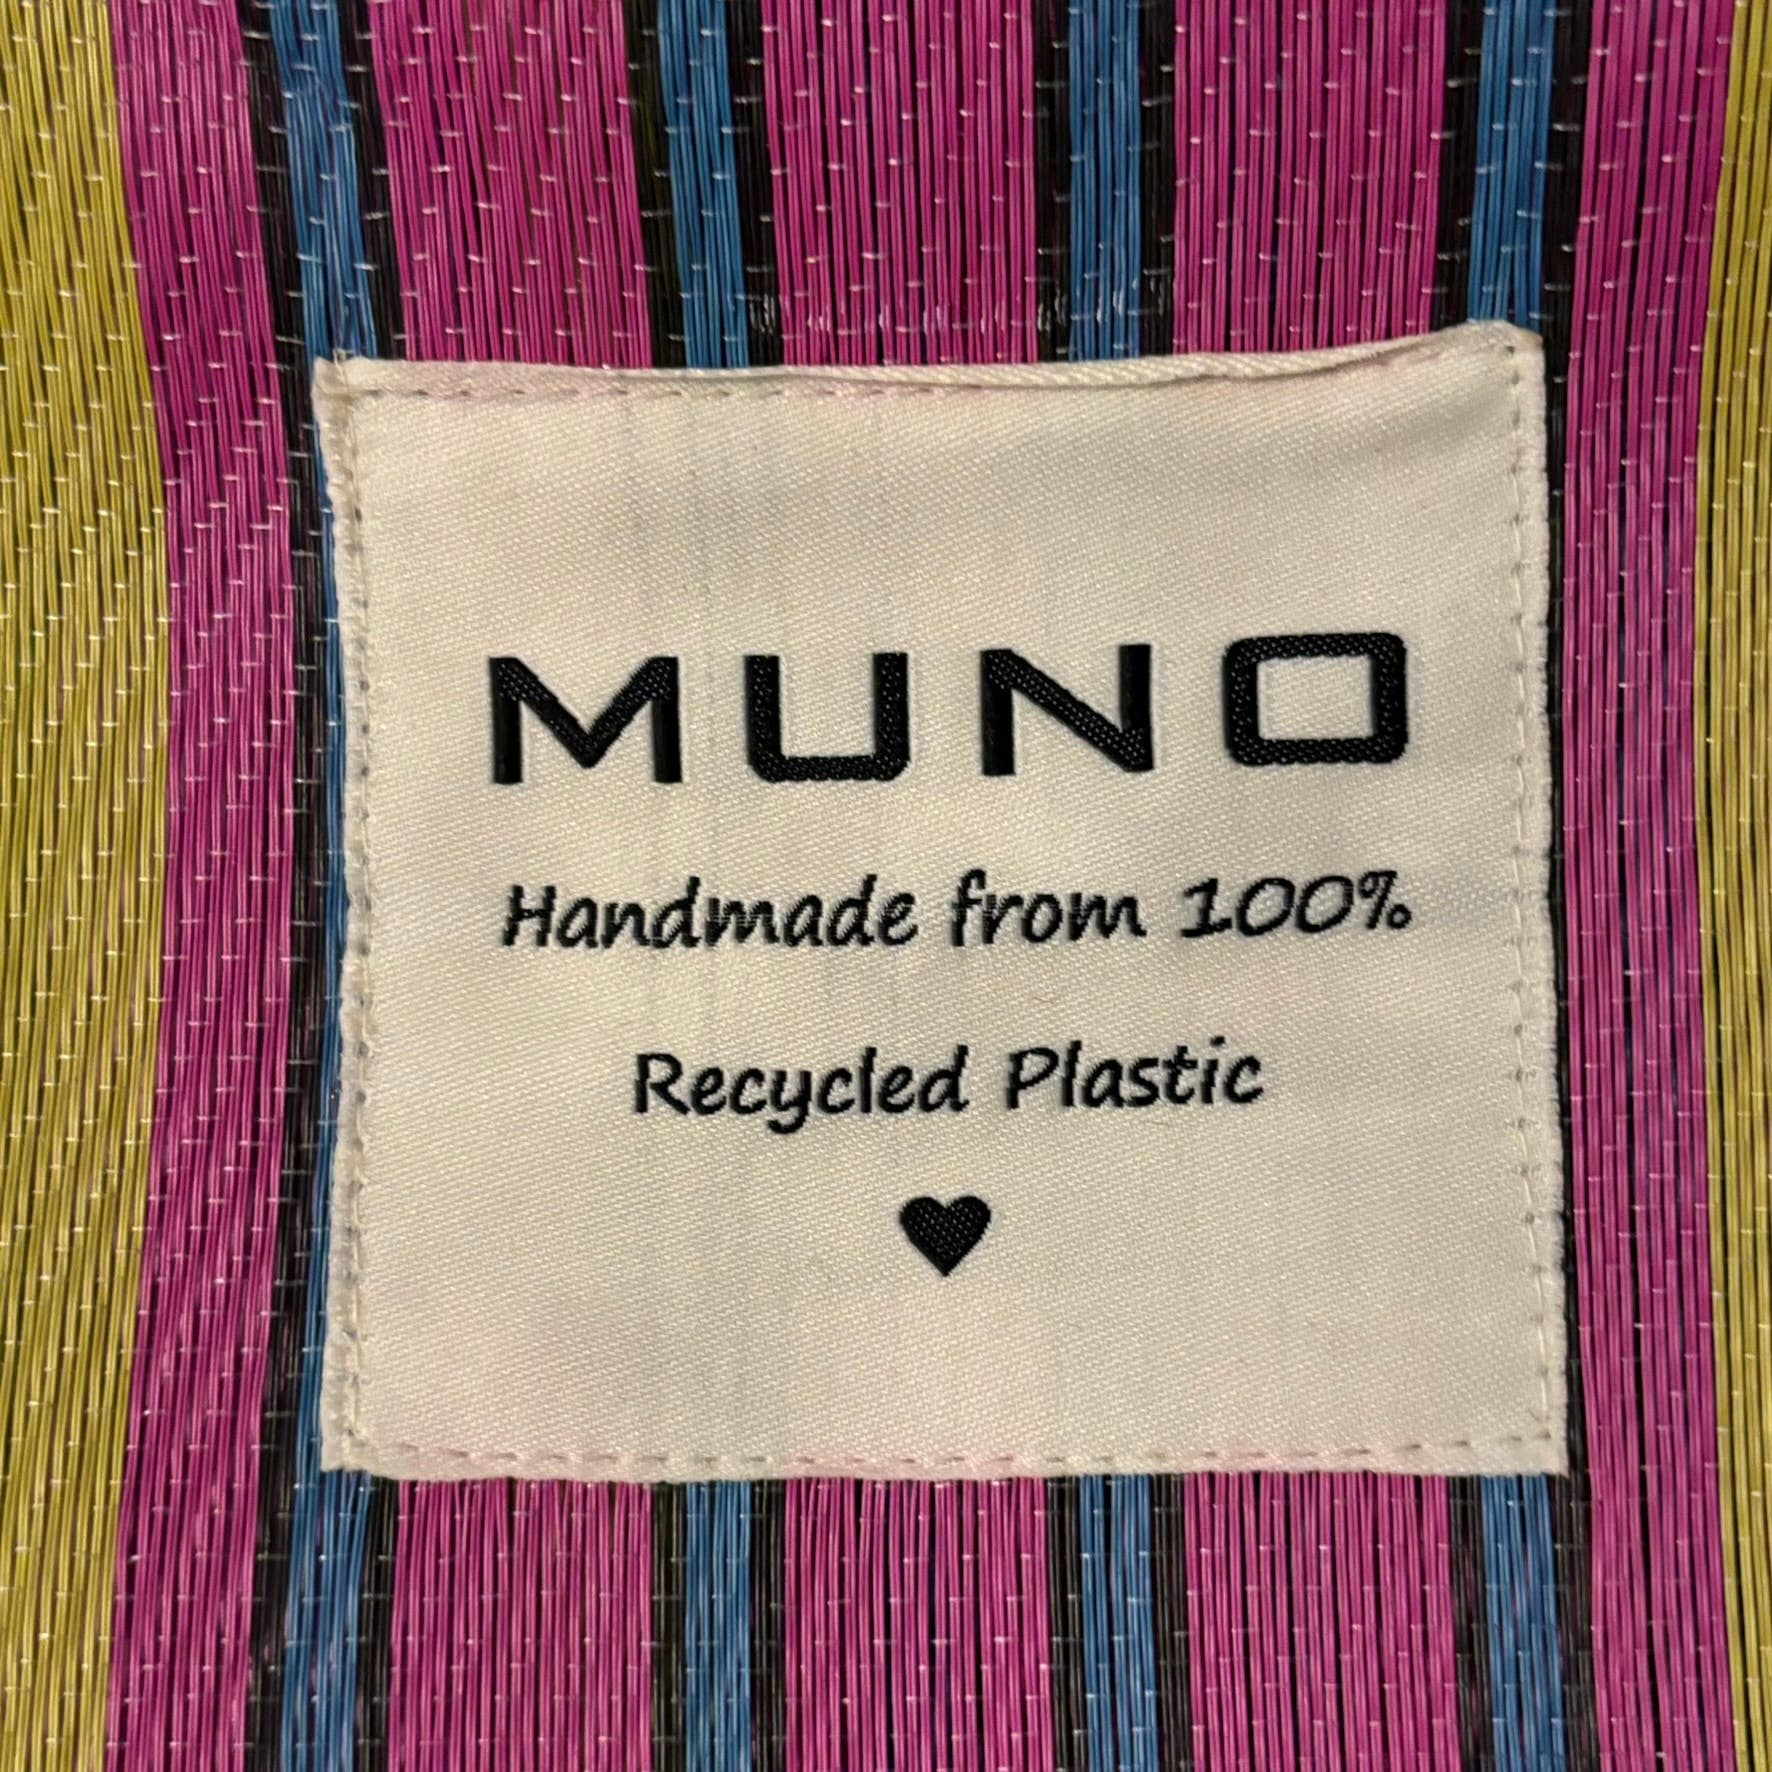 MUNO
Handmade from 100%
Recycled Plastic